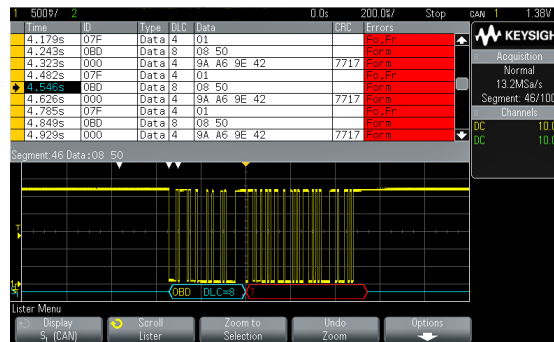 1 500▽/ 2 0.0s 200.0▽/ Stop CAN 1 1.38V
Time ID Type DLC Data CRC Errors
4.179s 07F Data 4 01 Fo,Fr
4.243s 0BD Data 8 08 50 Form
4.323s 000 Data 4 9A A6 9E 42 7717 Form
4.482s 07F Data 4 01 Fo,Fr
4.546s 0BD Data 8 08 50 Form
4.626s 000 Data 4 9A A6 9E 42 7717 Form
4.785s 07F Data 4 01 Fo,Fr
4.849s 0BD Data 8 08 50 Form
4.929s 000 Data 4 9A A6 9E 42 7717 Form
Segment:46 Data:08 50
KEYSIGH
Acquisition
Normal
13.2MSa/s
Segment: 46/100
Channels
DC 10.0
DC 10.0
T
0BD DLC=8 ?
Lister Menu
Display Scroll Zoom to Undo Options
S₁ (CAN) Lister Selection Zoom